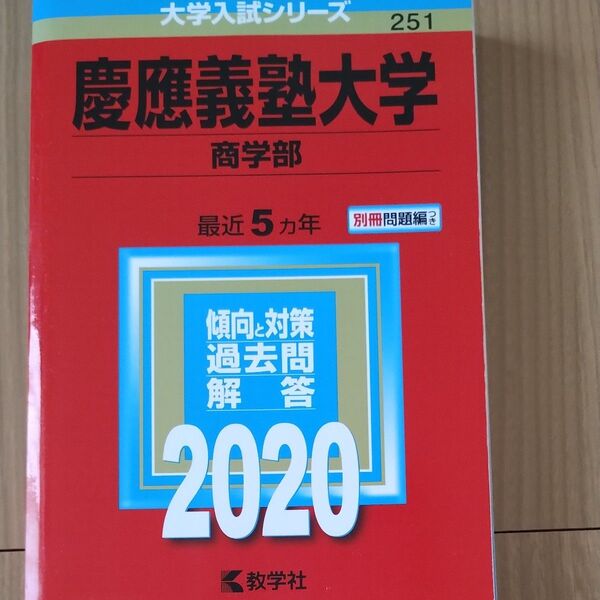 大学入試シリーズ
251
慶應義塾大学
商学部
最近5ヵ年
別冊問題編つき
傾向と対策
過去問
解答
2020
教学社